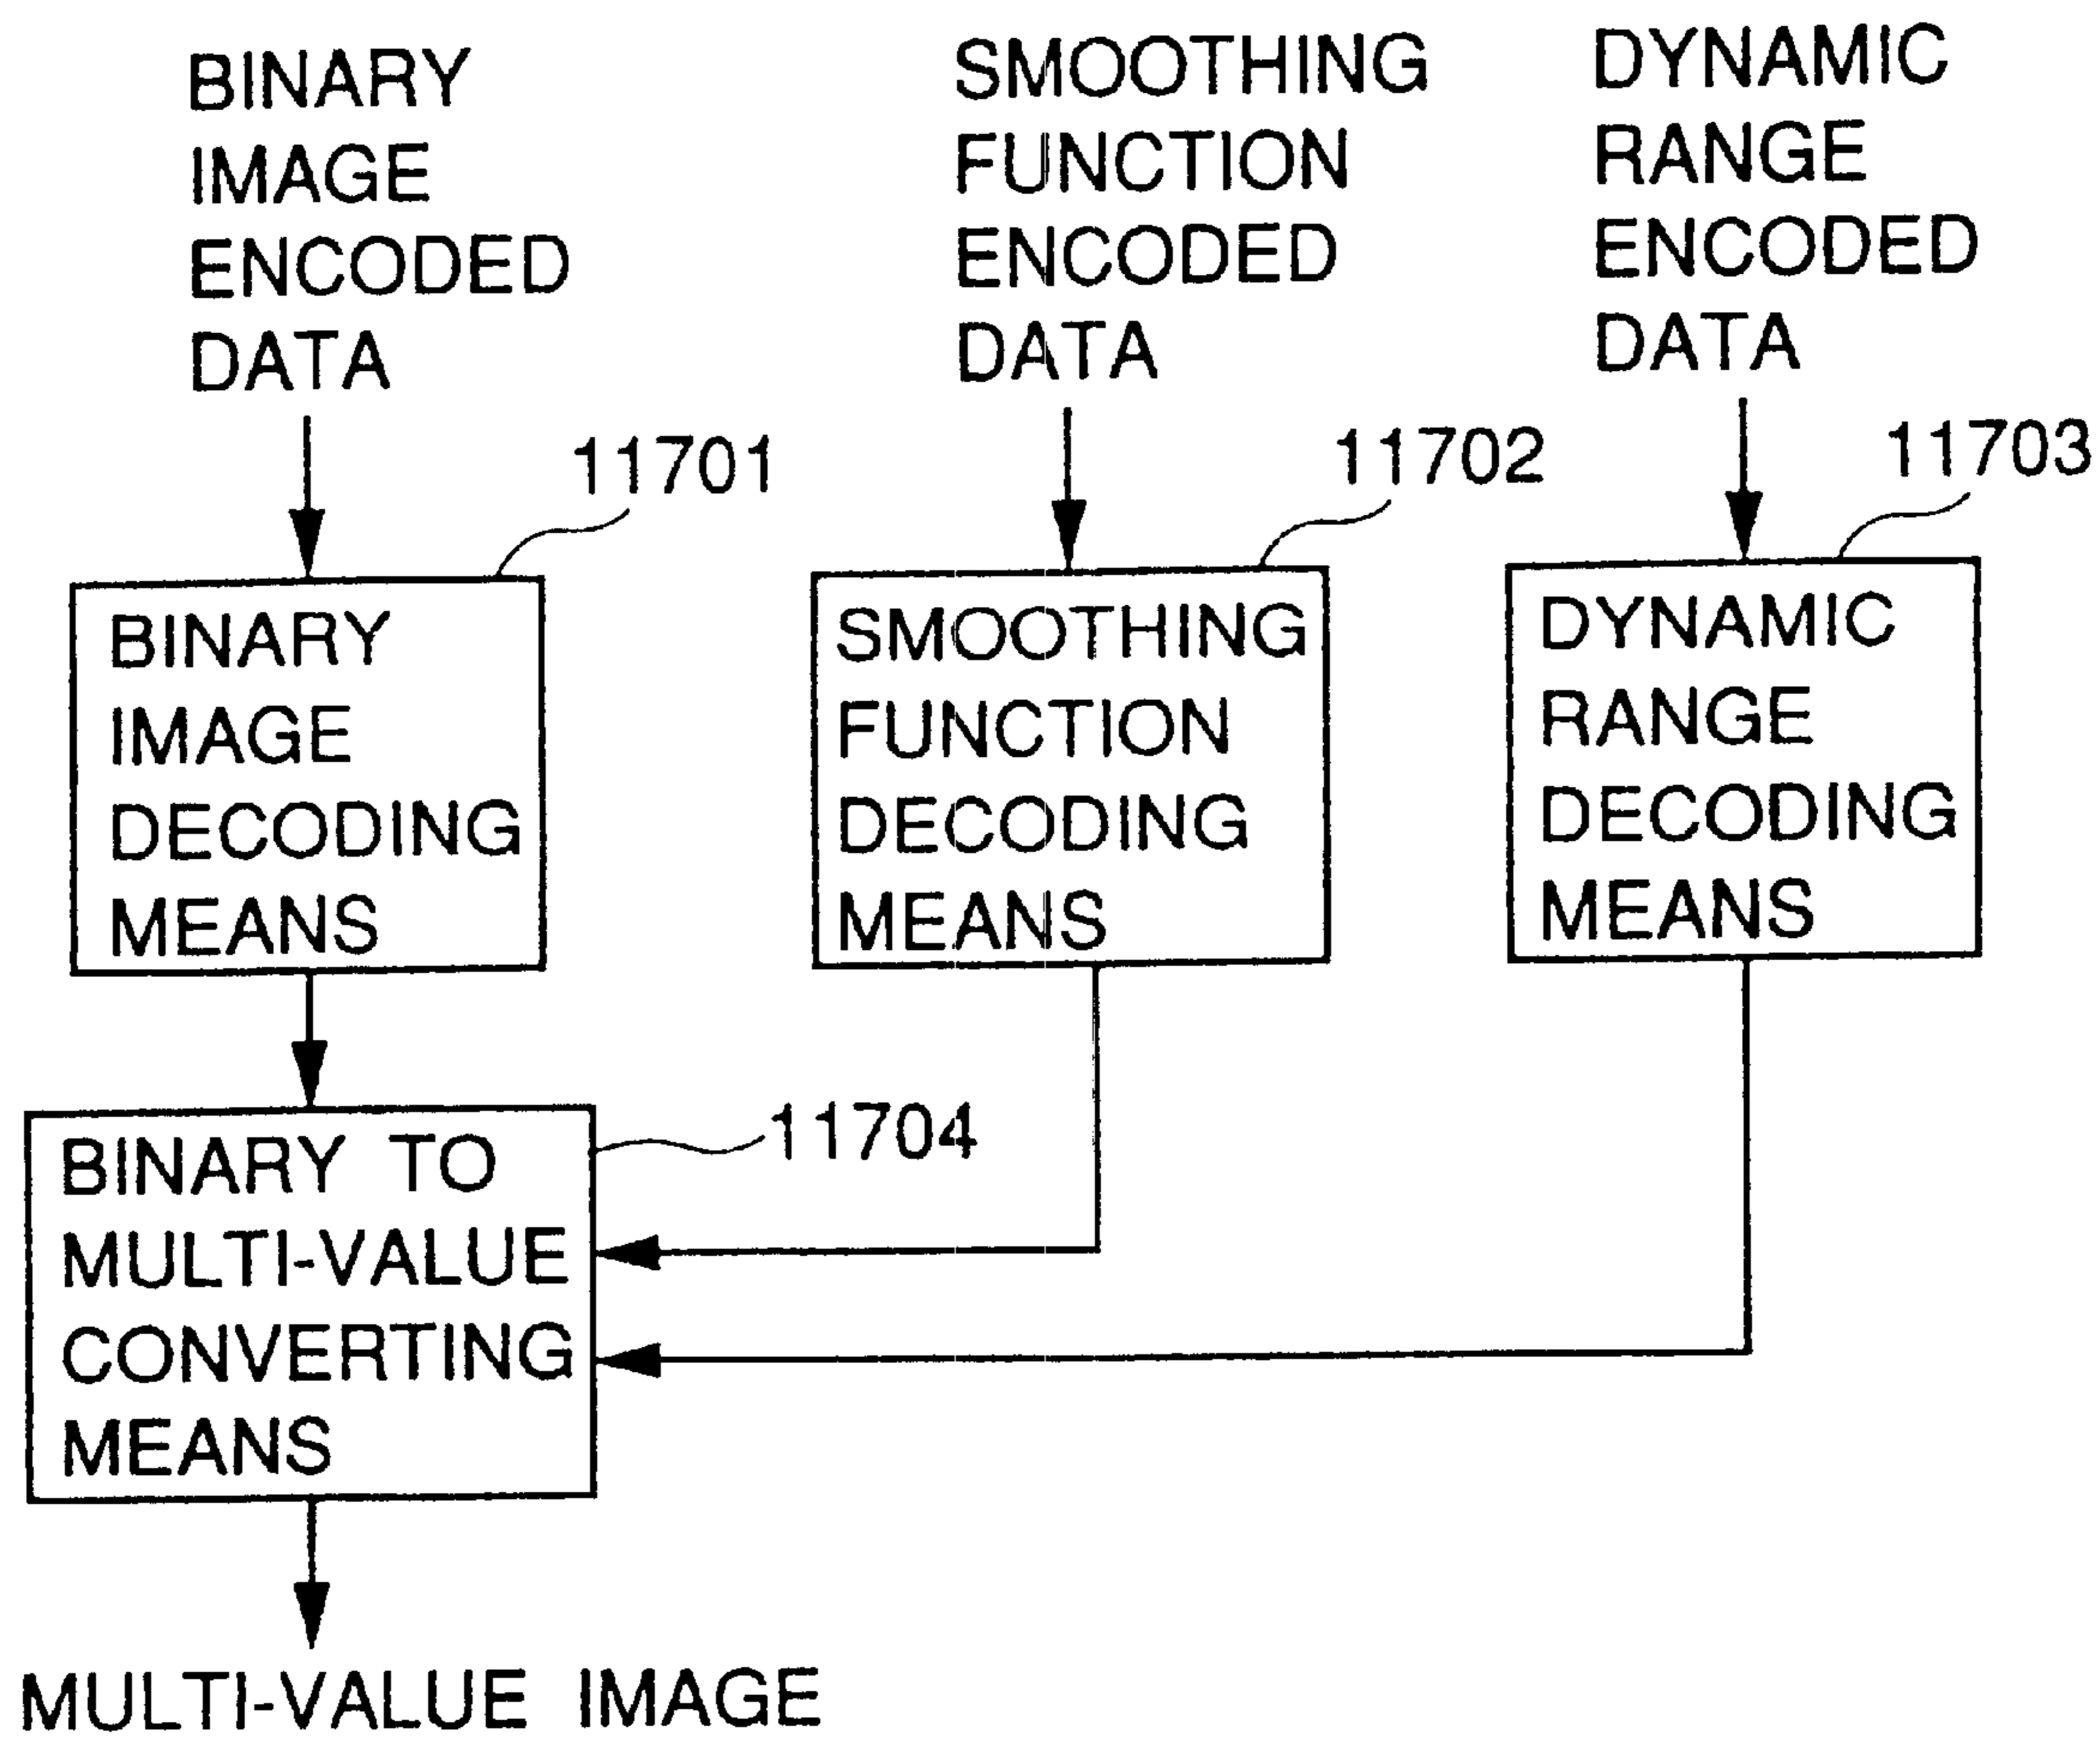 BINARY
IMAGE
ENCODED
DATA
SMOOTHING
FUNCTION
ENCODED
DATA
DYNAMIC
RANGE
ENCODED
DATA
11701
11702
11703
BINARY
IMAGE
DECODING
MEANS
SMOOTHING
FUNCTION
DECODING
MEANS
DYNAMIC
RANGE
DECODING
MEANS
11704
BINARY TO
MULTI-VALUE
CONVERTING
MEANS
MULTI-VALUE IMAGE